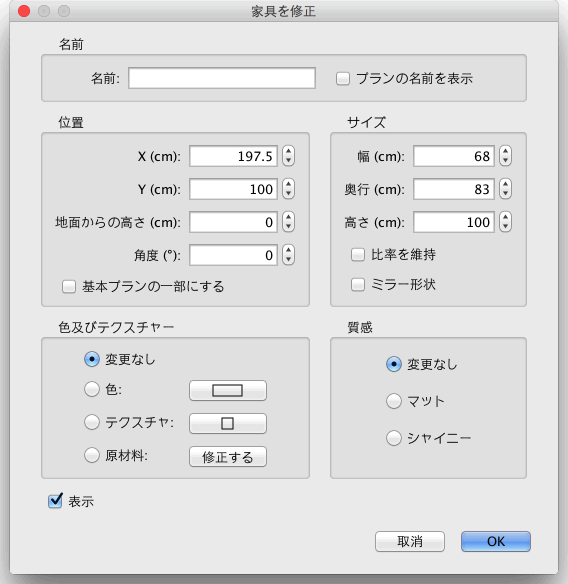 家具を修正
名前
名前:
プランの名前を表示
位置
X (cm): 197.5
Y (cm): 100
地面からの高さ (cm): 0
角度 (°): 0
基本プランの一部にする
サイズ
幅 (cm): 68
奥行 (cm): 83
高さ (cm): 100
比率を維持
ミラー形状
色及びテクスチャー
変更なし
色:
テクスチャ:
原材料: 修正する
質感
変更なし
マット
シャイニー
表示
取消 OK